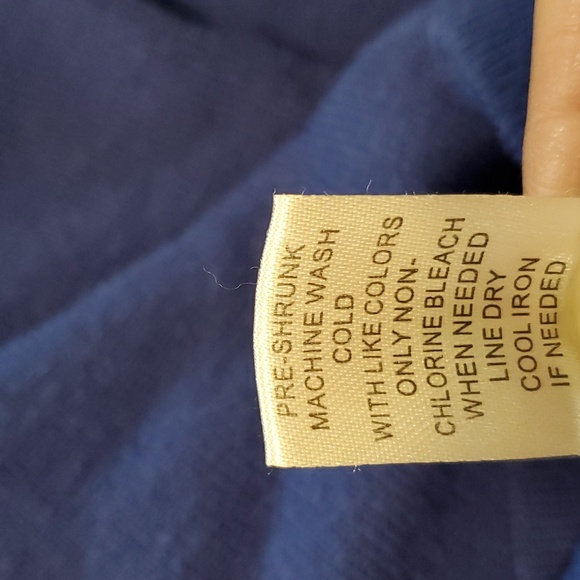 PRE-SHRUNK
MACHINE WASH
COLD
WITH LIKE COLORS
ONLY NON-
CHLORINE BLEACH
WHEN NEEDED
LINE DRY
COOL IRON
IF NEEDED